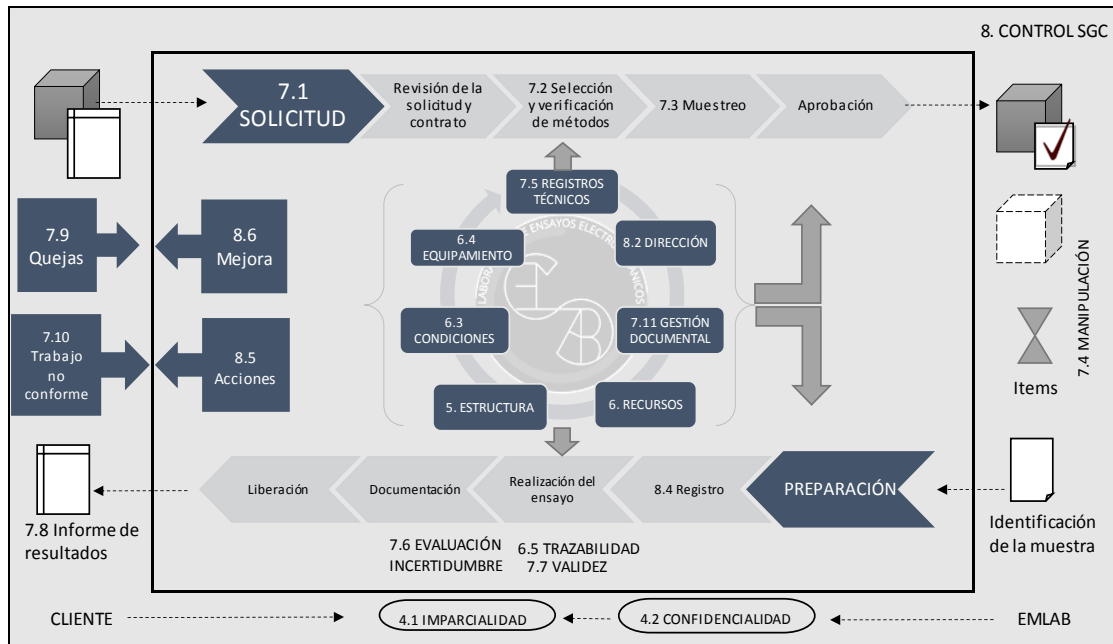 8. CONTROL SGC
7.1
SOLICITUD
Revisión de la
solicitud y
contrato
7.2 Selección
y verificación
de métodos
7.3 Muestreo
Aprobación
7.9
Quejas
8.6
Mejora
7.10
Trabajo
no
conforme
8.5
Acciones
7.5 REGISTROS
TÉCNICOS
6.4
EQUIPAMIENTO
8.2 DIRECCIÓN
6.3
CONDICIONES
7.11 GESTIÓN
DOCUMENTAL
5. ESTRUCTURA
6. RECURSOS
7.4 MANIPULACIÓN
Items
Liberación
Documentación
Realización del
ensayo
8.4 Registro
PREPARACIÓN
7.8 Informe de
resultados
Identificación
de la muestra
7.6 EVALUACIÓN
INCERTIDUMBRE
6.5 TRAZABILIDAD
7.7 VALIDEZ
CLIENTE
4.1 IMPARCIALIDAD
4.2 CONFIDENCIALIDAD
EMLAB